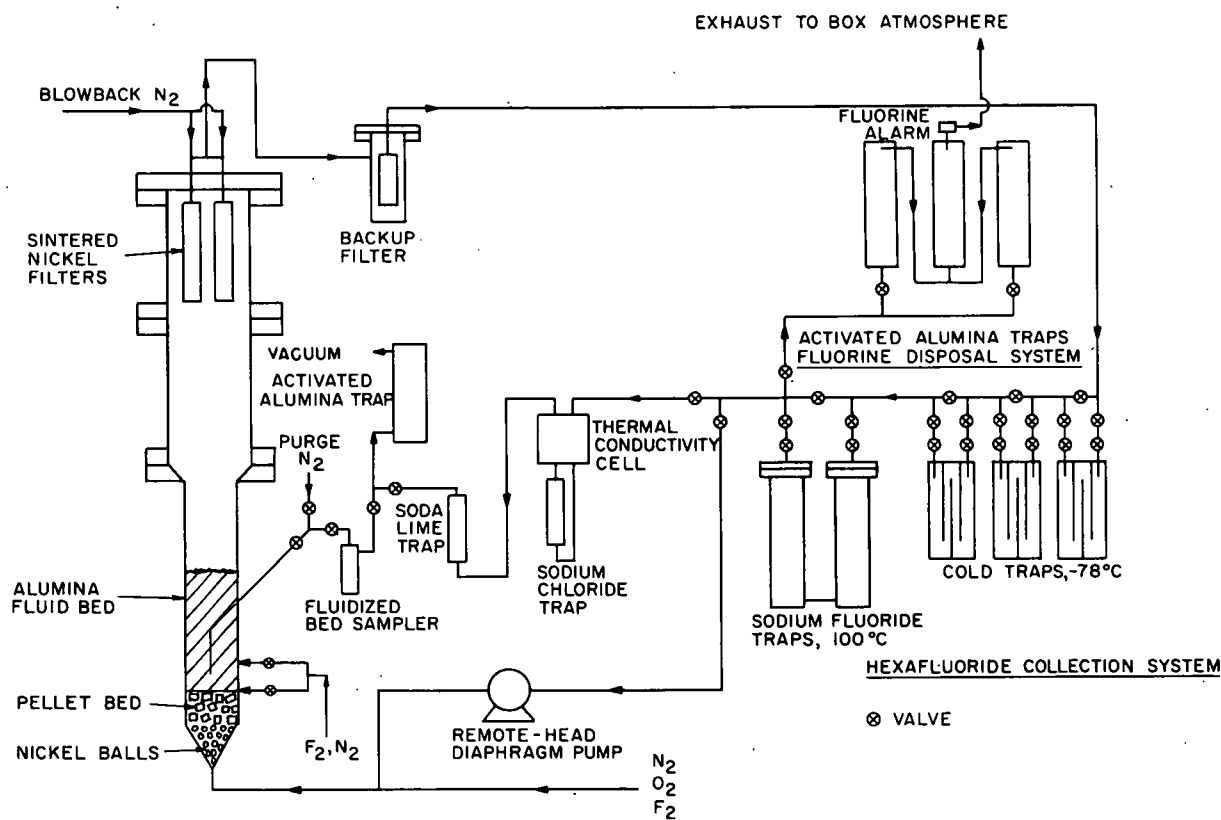 EXHAUST TO BOX ATMOSPHERE
BLOWBACK N2
FLUORINE
ALARM
SINTERED
NICKEL
FILTERS
BACKUP
FILTER
ACTIVATED ALUMINA TRAPS
FLUORINE DISPOSAL SYSTEM
VACUUM
ACTIVATED
ALUMINA TRAP
PURGE
N2
THERMAL
CONDUCTIVITY
CELL
SODA
LIME
TRAP
ALUMINA
FLUID BED
FLUIDIZED
BED SAMPLER
SODIUM
CHLORIDE
TRAP
COLD TRAPS,-78°C
SODIUM FLUORIDE
TRAPS, 100°C
HEXAFLUORIDE COLLECTION SYSTEM
PELLET BED
⊗ VALVE
NICKEL BALLS
F2, N2
REMOTE-HEAD
DIAPHRAGM PUMP
N2
O2
F2